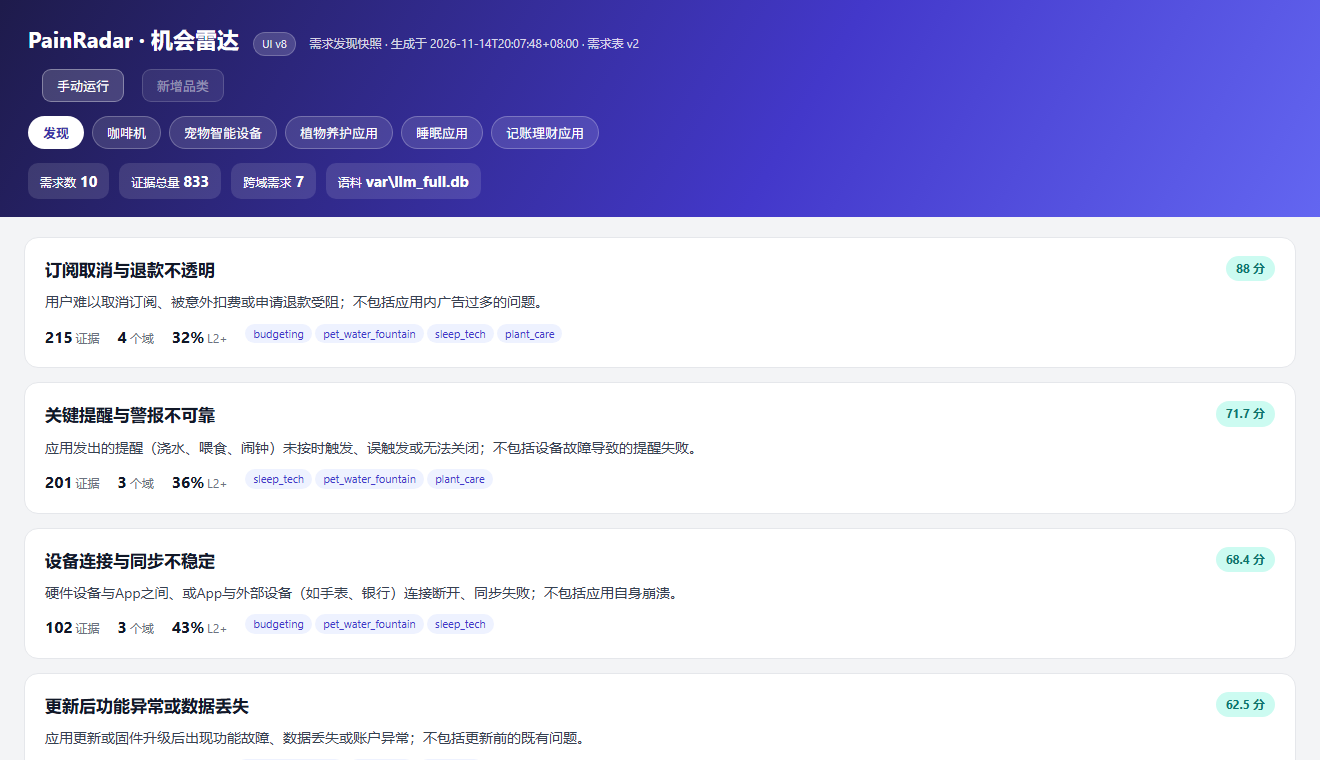 PainRadar · 机会雷达 UI v8 需求发现快照 · 生成于 2026-11-14T20:07:48+08:00 · 需求表 v2
手动运行 新增品类
发现 咖啡机 宠物智能设备 植物养护应用 睡眠应用 记账理财应用
需求数 10 证据总量 833 跨域需求 7 语料 var\llm_full.db
订阅取消与退款不透明 88 分
用户难以取消订阅、被意外扣费或申请退款受阻；不包括应用内广告过多的问题。
215 证据 4 个域 32% L2+ budgeting pet_water_fountain sleep_tech plant_care
关键提醒与警报不可靠 71.7 分
应用发出的提醒（浇水、喂食、闹钟）未按时触发、误触发或无法关闭；不包括设备故障导致的提醒失败。
201 证据 3 个域 36% L2+ sleep_tech pet_water_fountain plant_care
设备连接与同步不稳定 68.4 分
硬件设备与App之间、或App与外部设备（如手表、银行）连接断开、同步失败；不包括应用自身崩溃。
102 证据 3 个域 43% L2+ budgeting pet_water_fountain sleep_tech
更新后功能异常或数据丢失 62.5 分
应用更新或固件升级后出现功能故障、数据丢失或账户异常；不包括更新前的既有问题。